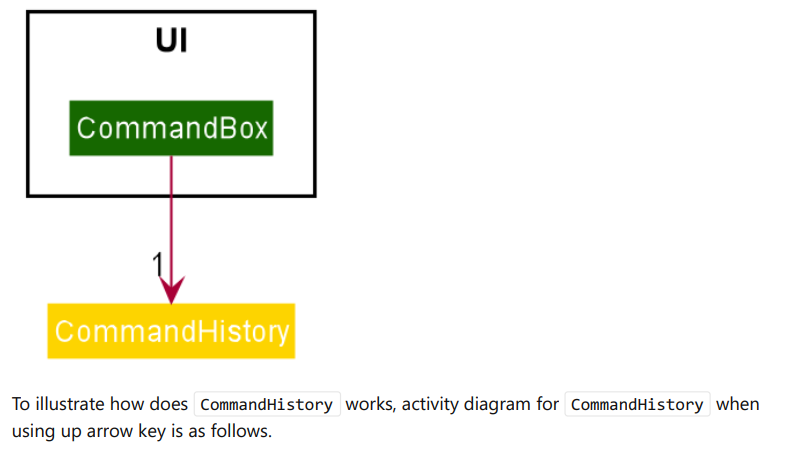 UI
CommandBox
1
CommandHistory
To illustrate how does CommandHistory works, activity diagram for CommandHistory when
using up arrow key is as follows.